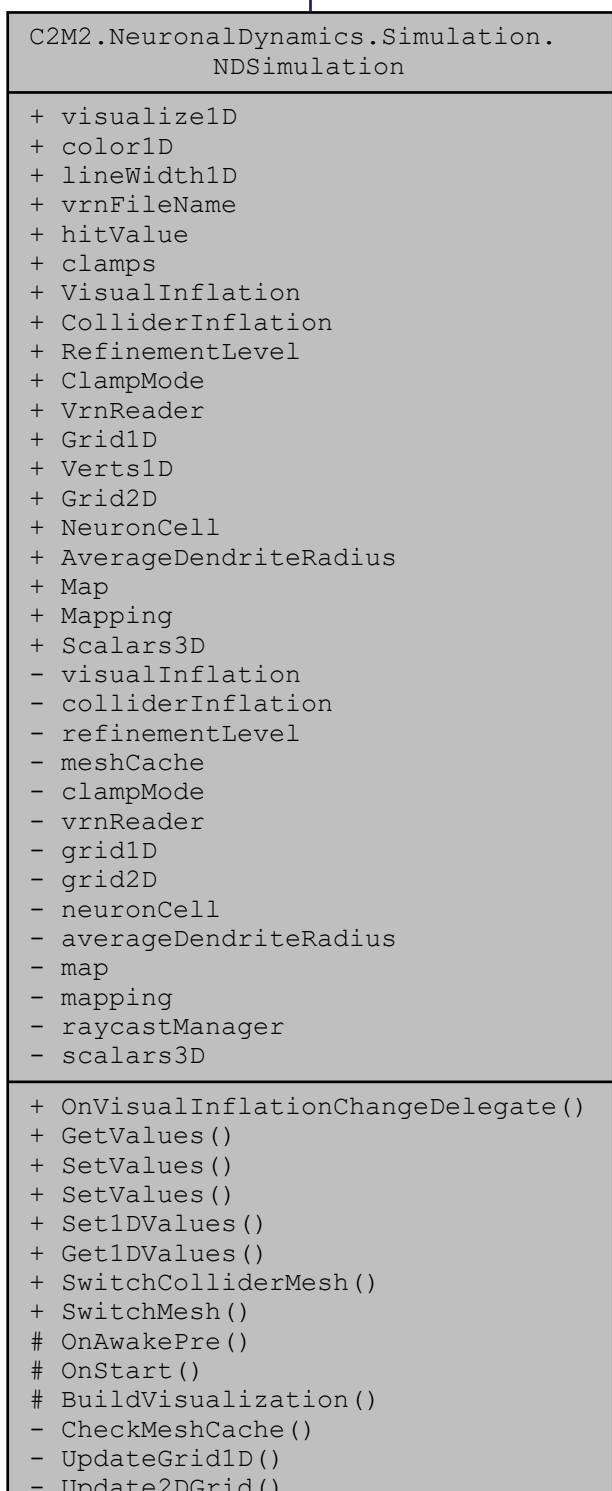 C2M2.NeuronalDynamics.Simulation.
NDSimulation
+ visualize1D
+ color1D
+ lineWidth1D
+ vrnFileName
+ hitValue
+ clamps
+ VisualInflation
+ ColliderInflation
+ RefinementLevel
+ ClampMode
+ VrnReader
+ Grid1D
+ Verts1D
+ Grid2D
+ NeuronCell
+ AverageDendriteRadius
+ Map
+ Mapping
+ Scalars3D
- visualInflation
- colliderInflation
- refinementLevel
- meshCache
- clampMode
- vrnReader
- grid1D
- grid2D
- neuronCell
- averageDendriteRadius
- map
- mapping
- raycastManager
- scalars3D
+ OnVisualInflationChangeDelegate()
+ GetValues()
+ SetValues()
+ SetValues()
+ Set1DValues()
+ Get1DValues()
+ SwitchColliderMesh()
+ SwitchMesh()
# OnAwakePre()
# OnStart()
# BuildVisualization()
- CheckMeshCache()
- UpdateGrid1D()
- Update2DGrid()